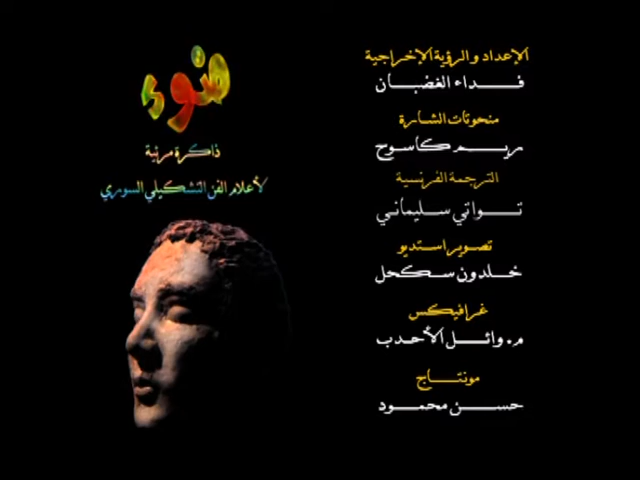 الإعداد والرؤية الإخراجية
فداء الغضبان
منحوتات الشارة
ريم كاسوح
الترجمة الفرنسية
تواتي سليماني
تصوير استديو
خلدون سكحل
غرافيكس
م. وائل الأحدب
مونتاج
حسن محمود
ذاكرة مرئية
لأعلام الفن التشكيلي السوري